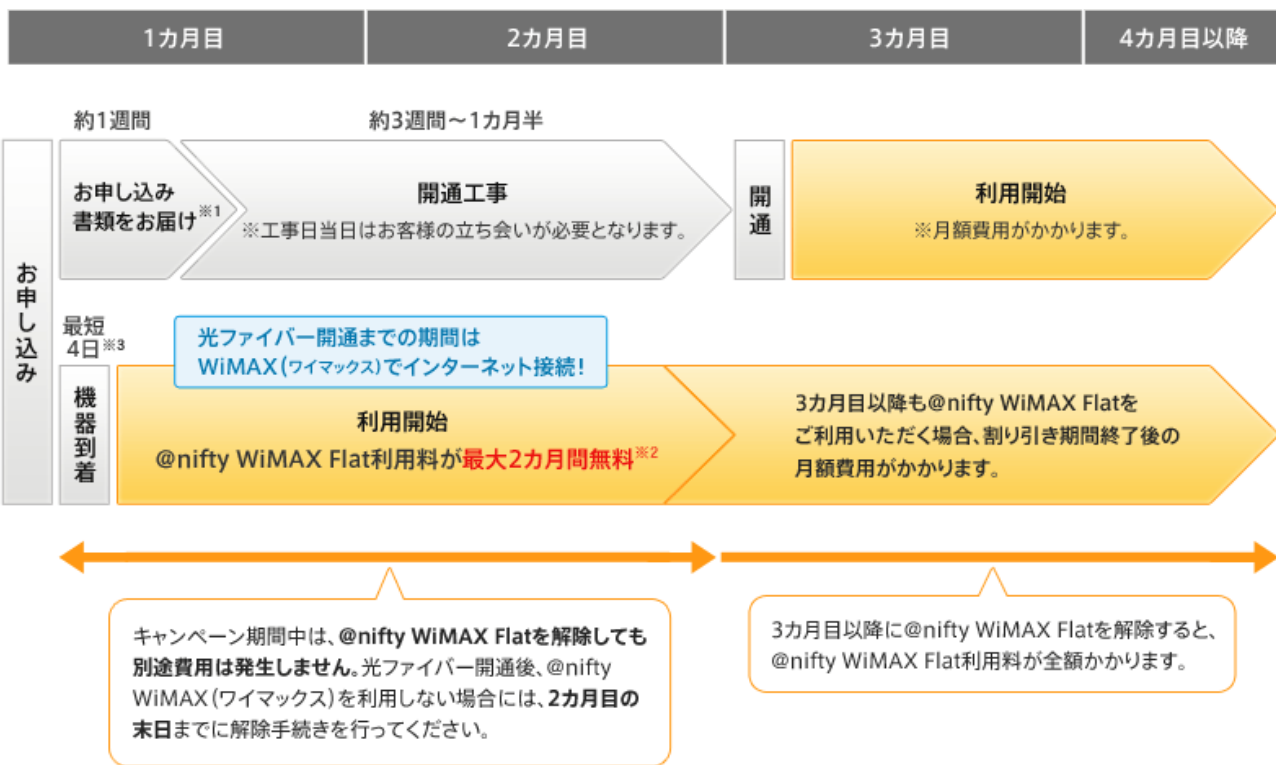 1カ月目
2カ月目
3カ月目
4カ月目以降
約1週間
約3週間～1カ月半
お申し込み
お申し込み
書類をお届け※1
開通工事
※工事日当日はお客様の立ち会いが必要となります。
開通
利用開始
※月額費用がかかります。
最短
4日※3
機器到着
光ファイバー開通までの期間は
WiMAX(ワイマックス)でインターネット接続！
利用開始
@nifty WiMAX Flat利用料が最大2カ月間無料※2
3カ月目以降も@nifty WiMAX Flatを
ご利用いただく場合、割り引き期間終了後の
月額費用がかかります。
キャンペーン期間中は、@nifty WiMAX Flatを解除しても
別途費用は発生しません。光ファイバー開通後、@nifty
WiMAX(ワイマックス)を利用しない場合には、2カ月目の
末日までに解除手続きを行ってください。
3カ月目以降に@nifty WiMAX Flatを解除すると、
@nifty WiMAX Flat利用料が全額かかります。